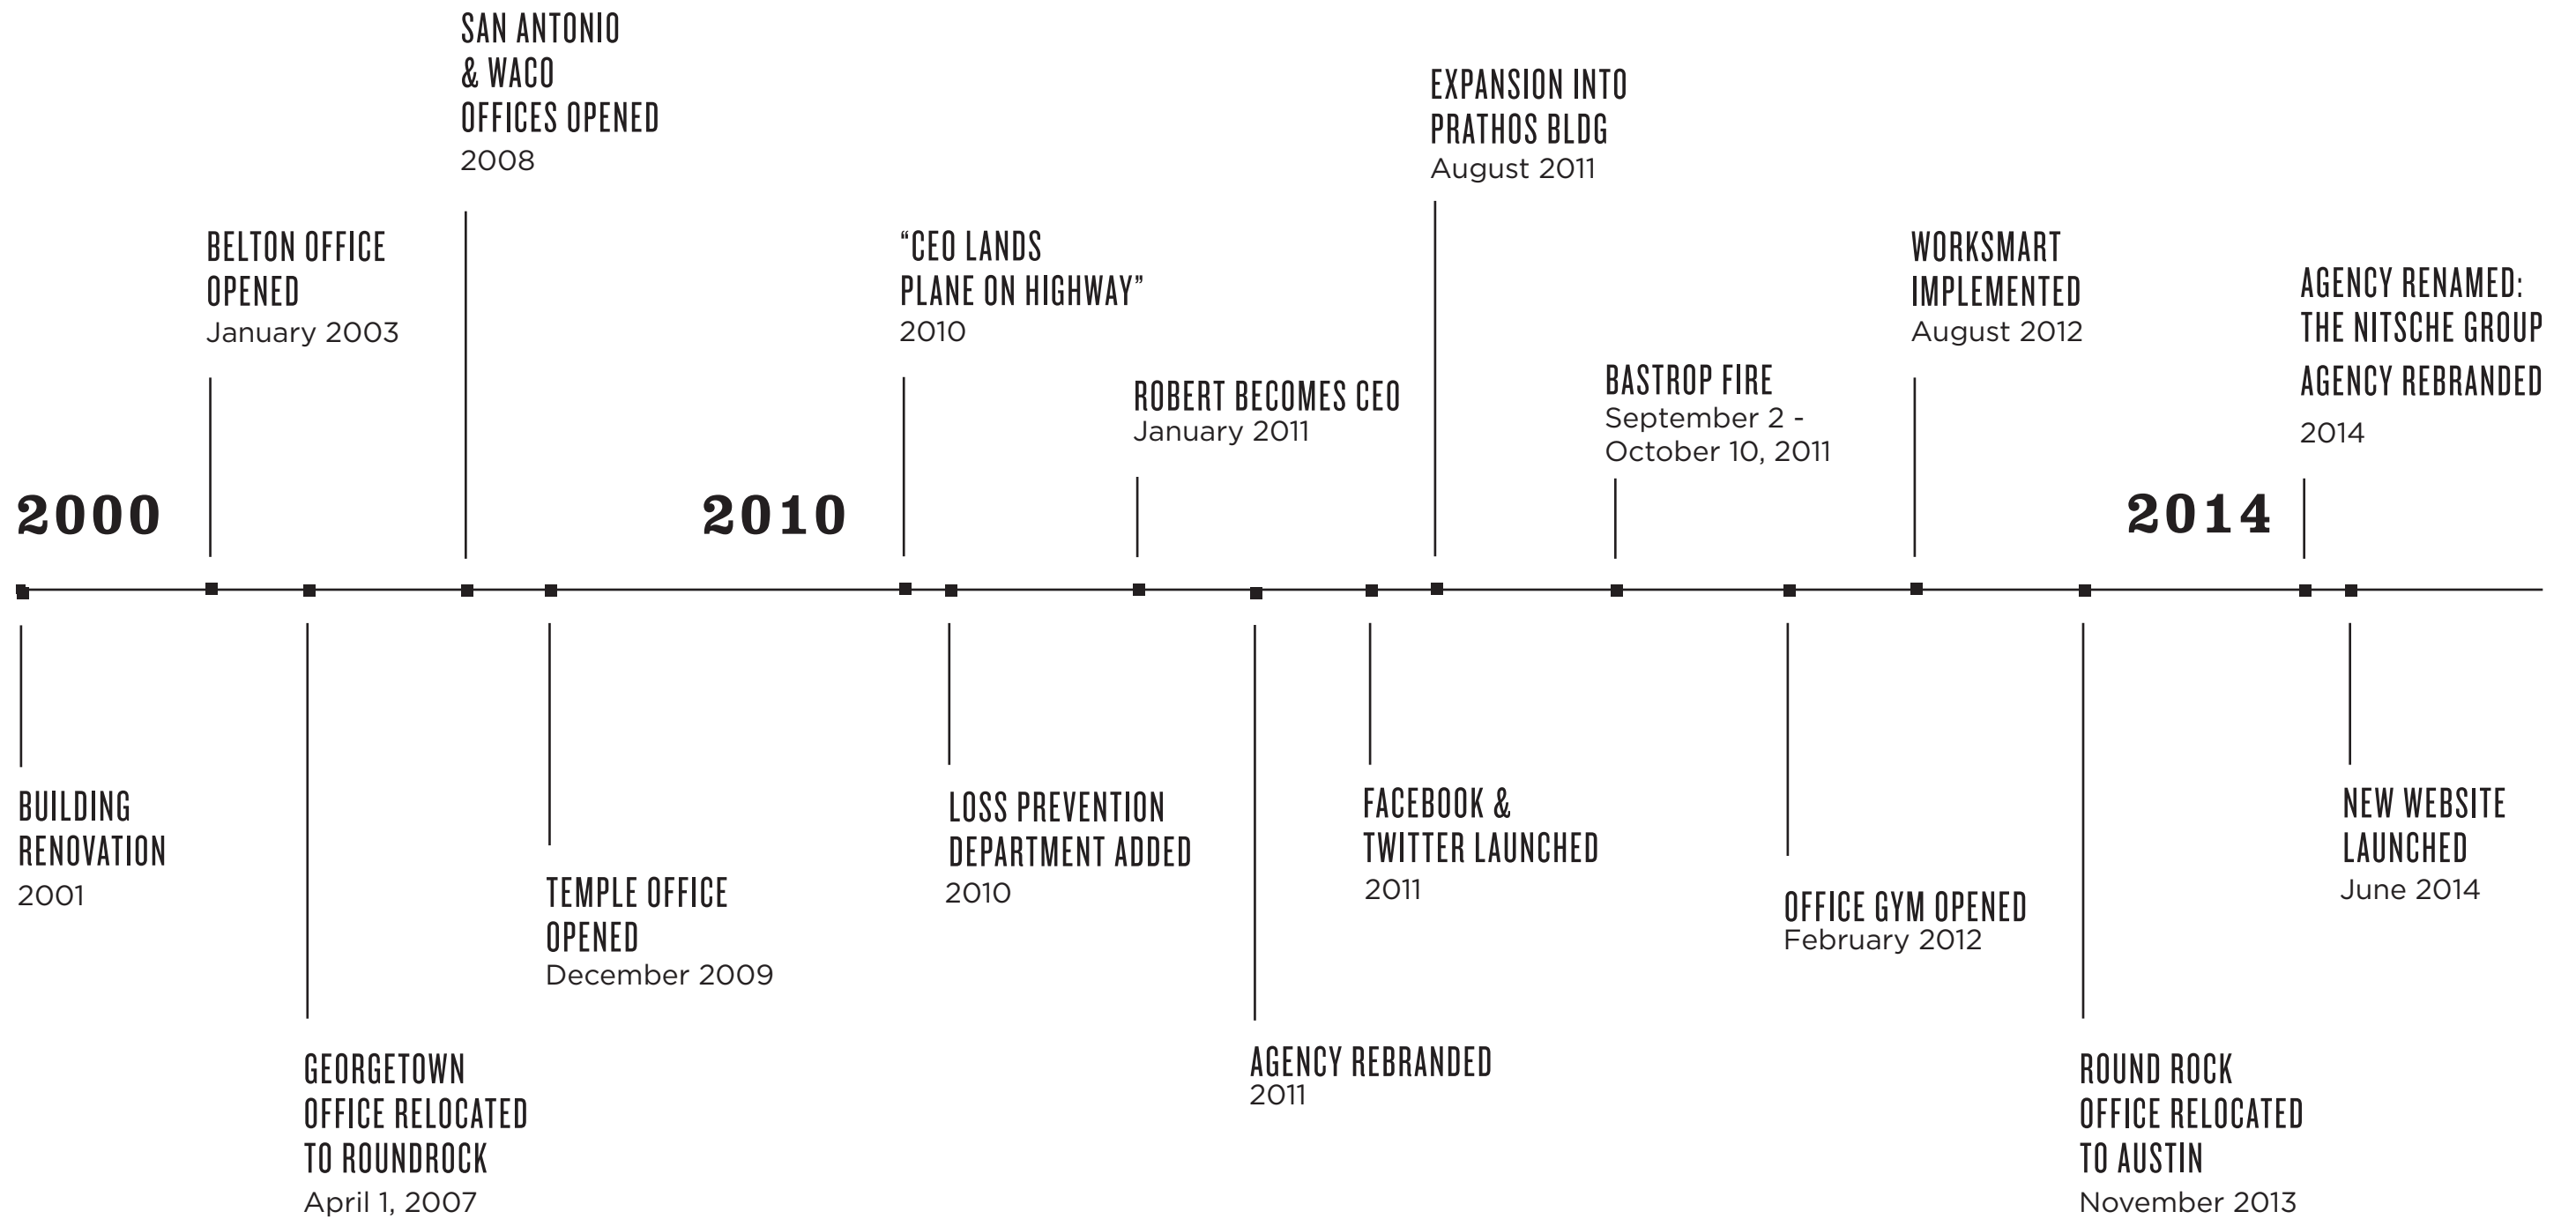 SAN ANTONIO
& WACO
OFFICES OPENED
2008
EXPANSION INTO
PRATHOS BLDG
August 2011
BELTON OFFICE
OPENED
January 2003
“CEO LANDS
PLANE ON HIGHWAY”
2010
WORKSMART
IMPLEMENTED
August 2012
AGENCY RENAMED:
THE NITSCHE GROUP
AGENCY REBRANDED
2014
ROBERT BECOMES CEO
January 2011
BASTROP FIRE
September 2 -
October 10, 2011
2000
2010
2014
BUILDING
RENOVATION
2001
LOSS PREVENTION
DEPARTMENT ADDED
2010
FACEBOOK &
TWITTER LAUNCHED
2011
NEW WEBSITE
LAUNCHED
June 2014
TEMPLE OFFICE
OPENED
December 2009
OFFICE GYM OPENED
February 2012
AGENCY REBRANDED
2011
GEORGETOWN
OFFICE RELOCATED
TO ROUNDROCK
April 1, 2007
ROUND ROCK
OFFICE RELOCATED
TO AUSTIN
November 2013